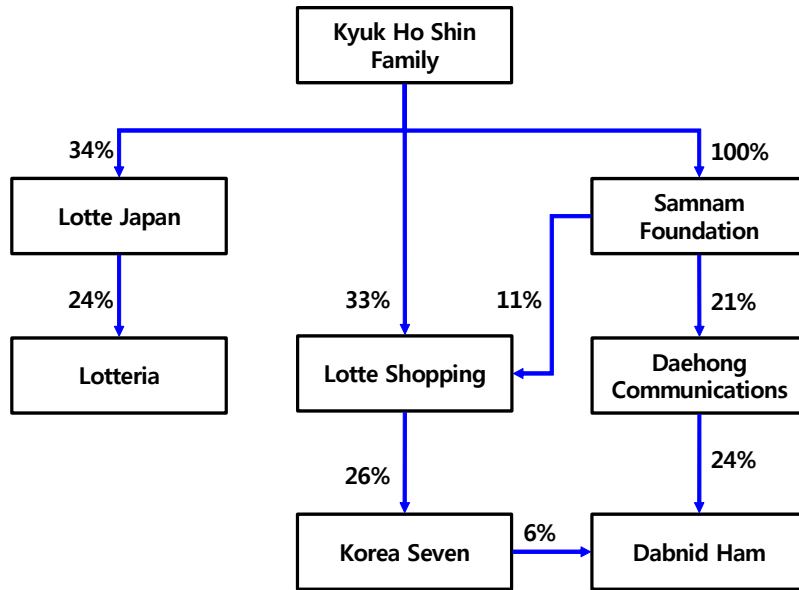 Kyuk Ho Shin
Family
34%
100%
Lotte Japan
Samnam
Foundation
24%
33%
11%
21%
Lotteria
Lotte Shopping
Daehong
Communications
26%
24%
Korea Seven
6%
Dabnid Ham